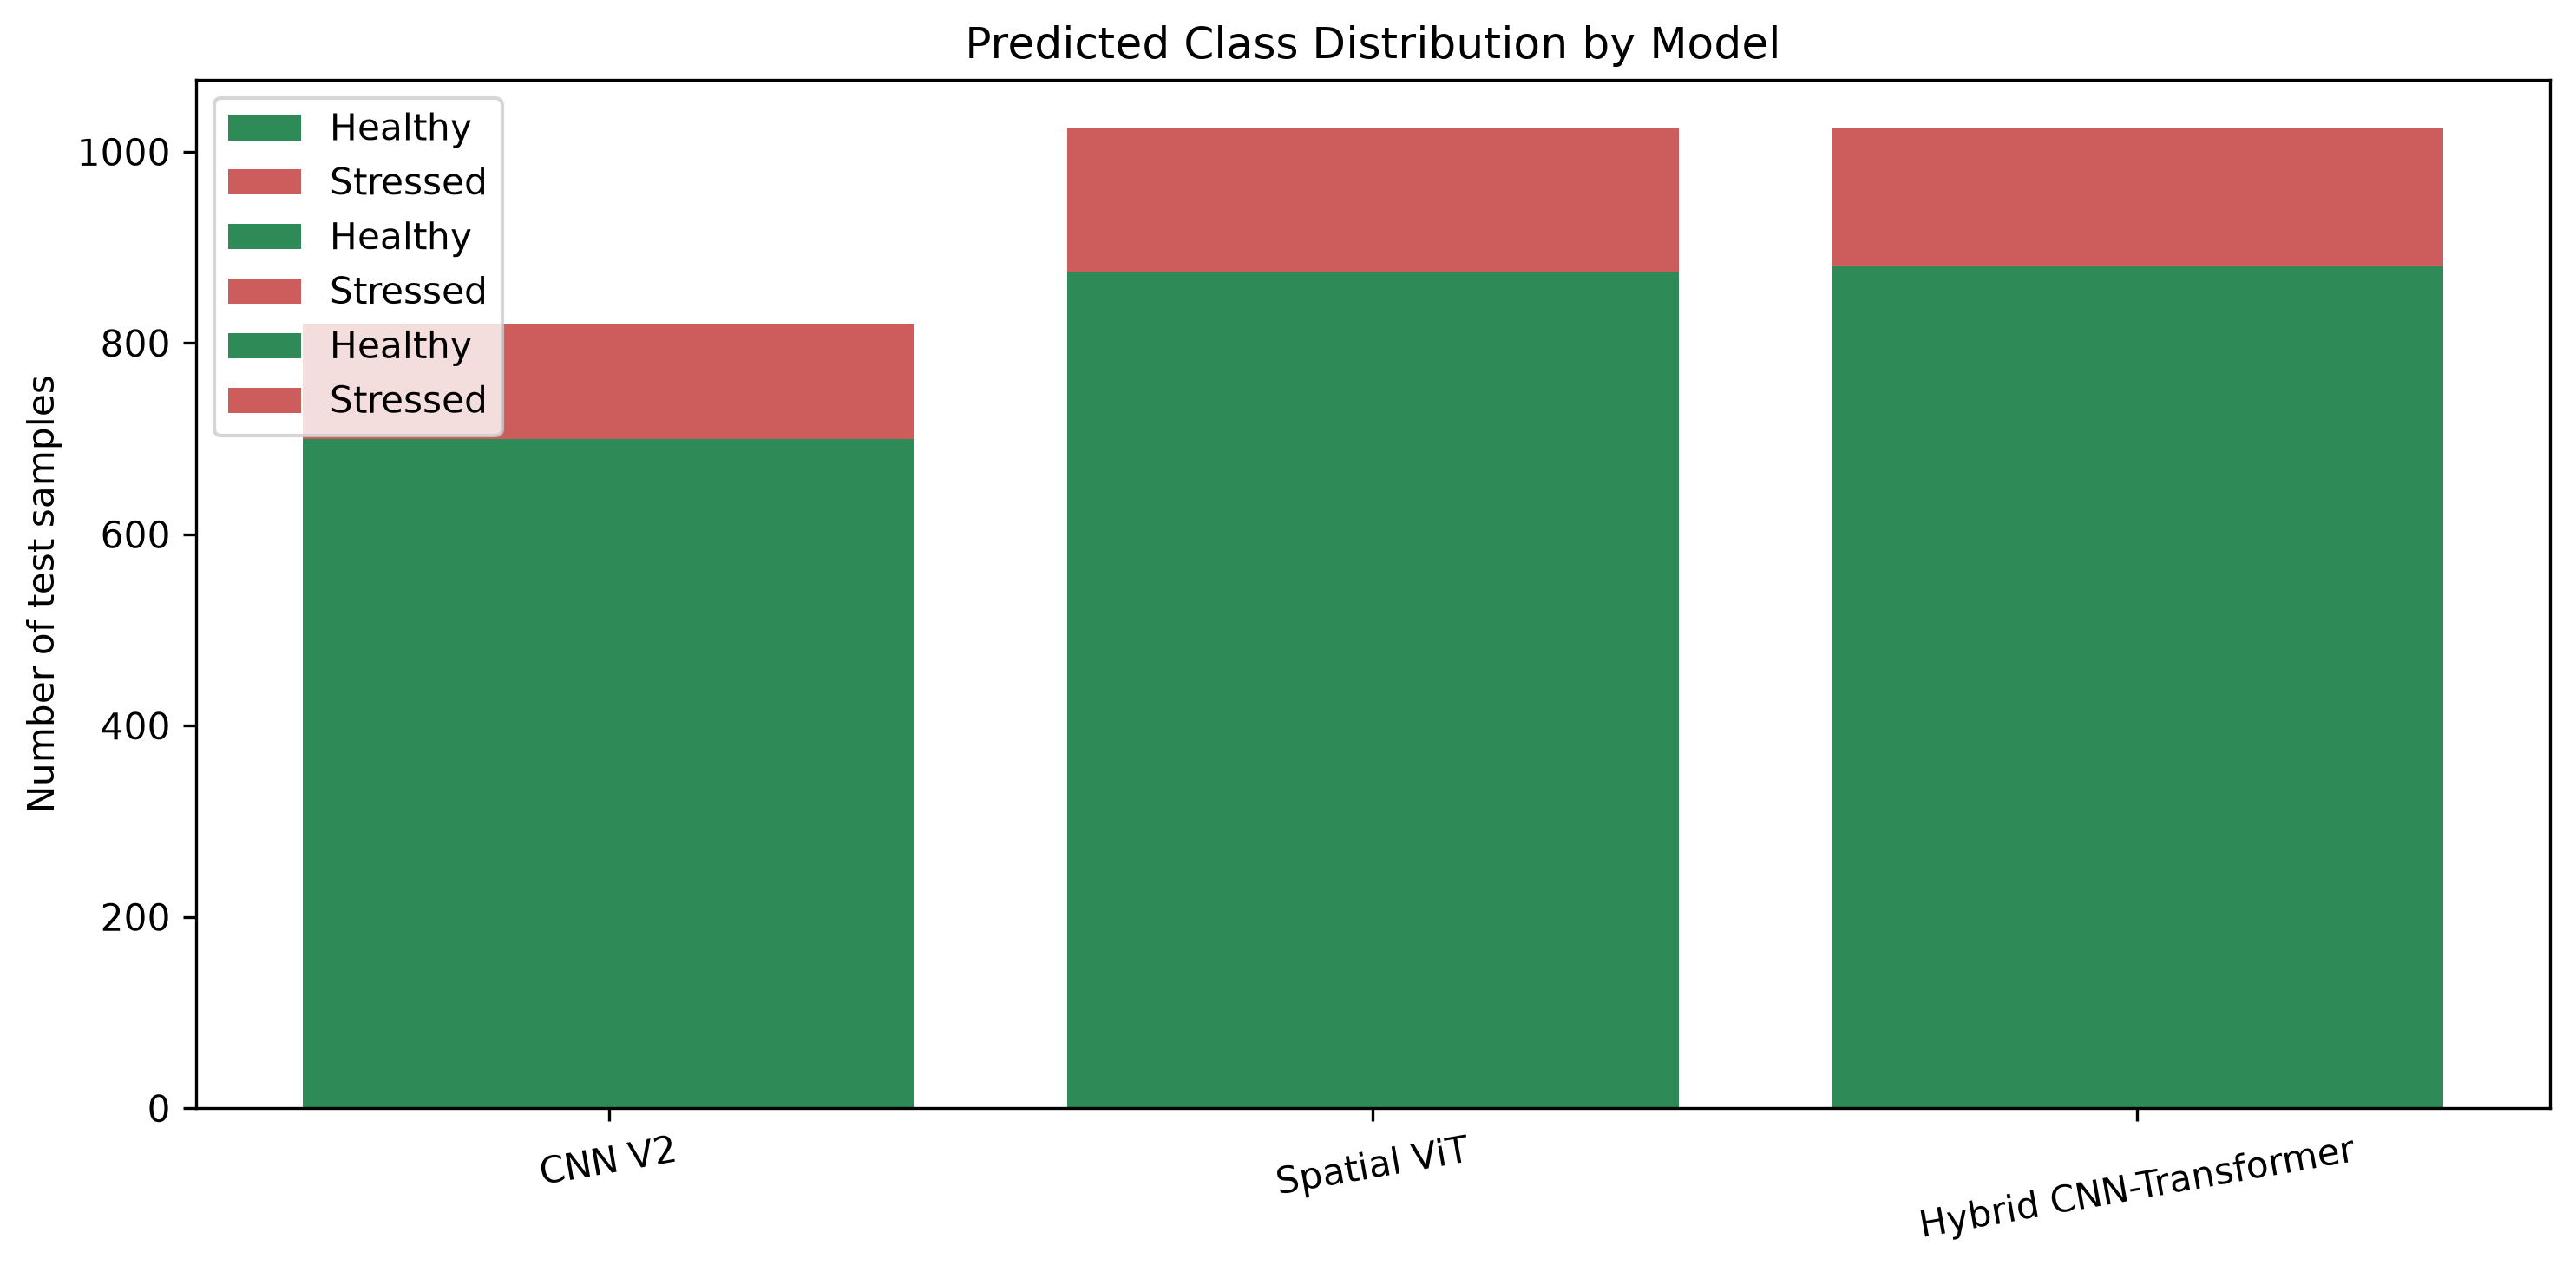 Predicted Class Distribution by Model
Number of test samples
1000
800
600
400
200
0
Healthy
Stressed
Healthy
Stressed
Healthy
Stressed
CNN V2
Spatial ViT
Hybrid CNN-Transformer